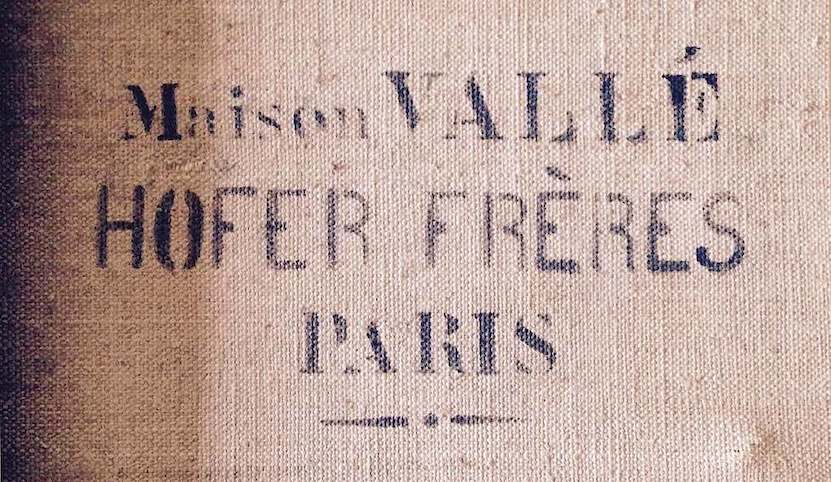 Maison VALLÉ
HOFER FRÈRES
PARIS